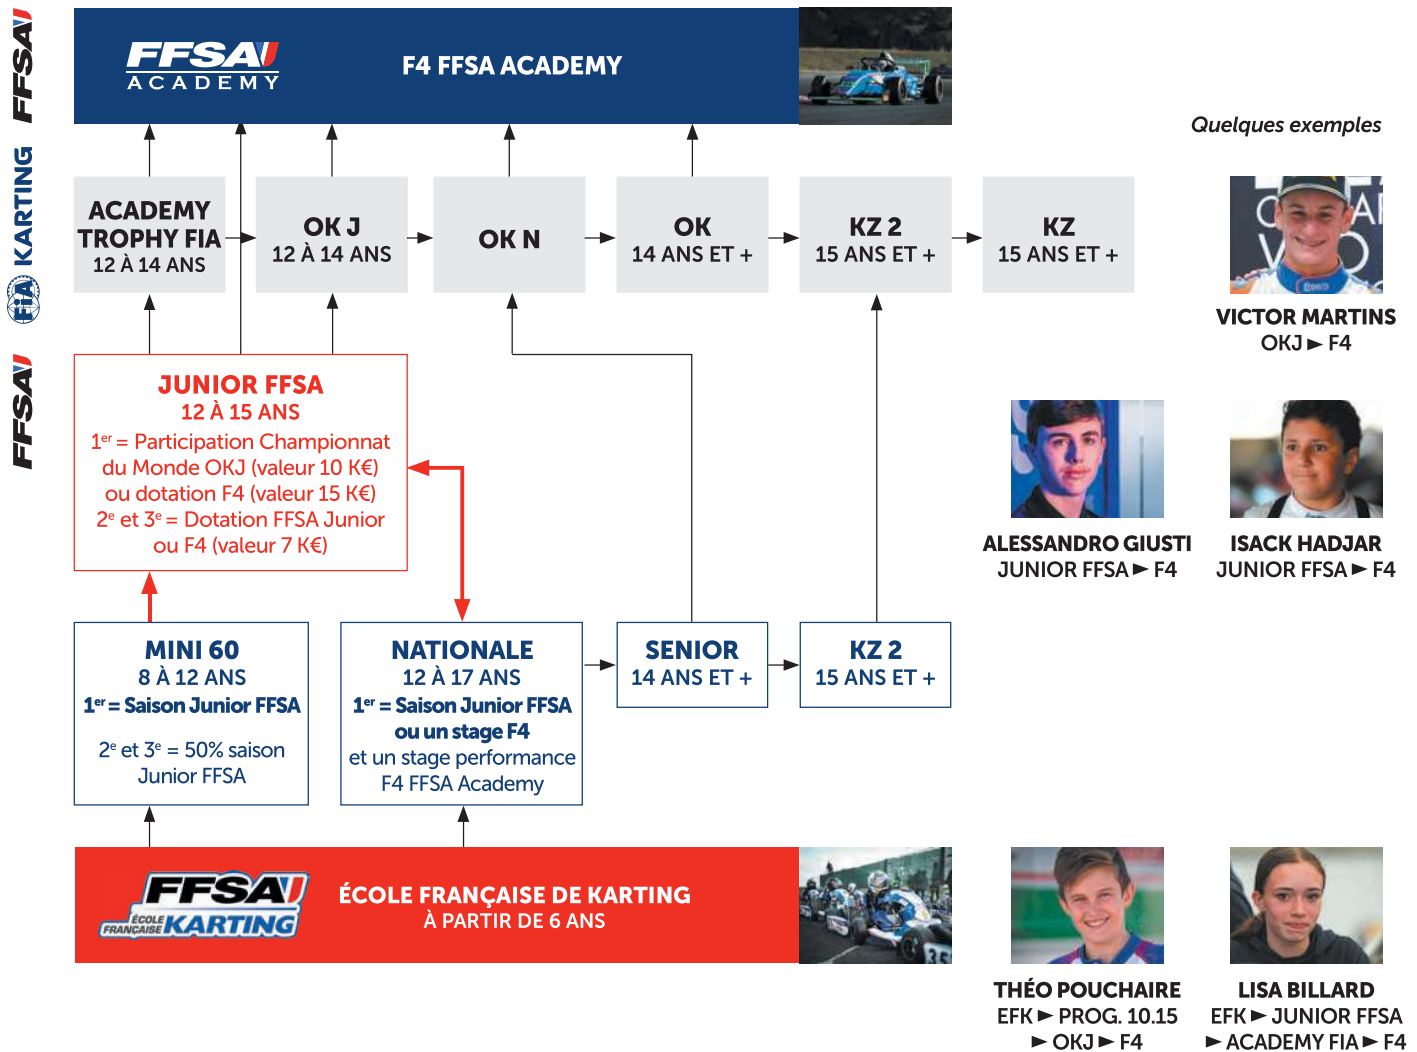 FFSA
ACADEMY
F4 FFSA ACADEMY
Quelques exemples
FFSA
KARTING
FiA
FFSA
ACADEMY
TROPHY FIA
12 À 14 ANS
OK J
12 À 14 ANS
OK N
OK
14 ANS ET +
KZ 2
15 ANS ET +
KZ
15 ANS ET +
VICTOR MARTINS
OKJ ► F4
JUNIOR FFSA
12 À 15 ANS
1er = Participation Championnat
du Monde OKJ (valeur 10 K€)
ou dotation F4 (valeur 15 K€)
2e et 3e = Dotation FFSA Junior
ou F4 (valeur 7 K€)
ALESSANDRO GIUSTI
JUNIOR FFSA ► F4
ISACK HADJAR
JUNIOR FFSA ► F4
MINI 60
8 À 12 ANS
1er = Saison Junior FFSA
2e et 3e = 50% saison
Junior FFSA
NATIONALE
12 À 17 ANS
1er = Saison Junior FFSA
ou un stage F4
et un stage performance
F4 FFSA Academy
SENIOR
14 ANS ET +
KZ 2
15 ANS ET +
FFSA
ÉCOLE
FRANÇAISE KARTING
ÉCOLE FRANÇAISE DE KARTING
À PARTIR DE 6 ANS
THÉO POUCHAIRE
EFK ► PROG. 10.15
► OKJ ► F4
LISA BILLARD
EFK ► JUNIOR FFSA
► ACADEMY FIA ► F4